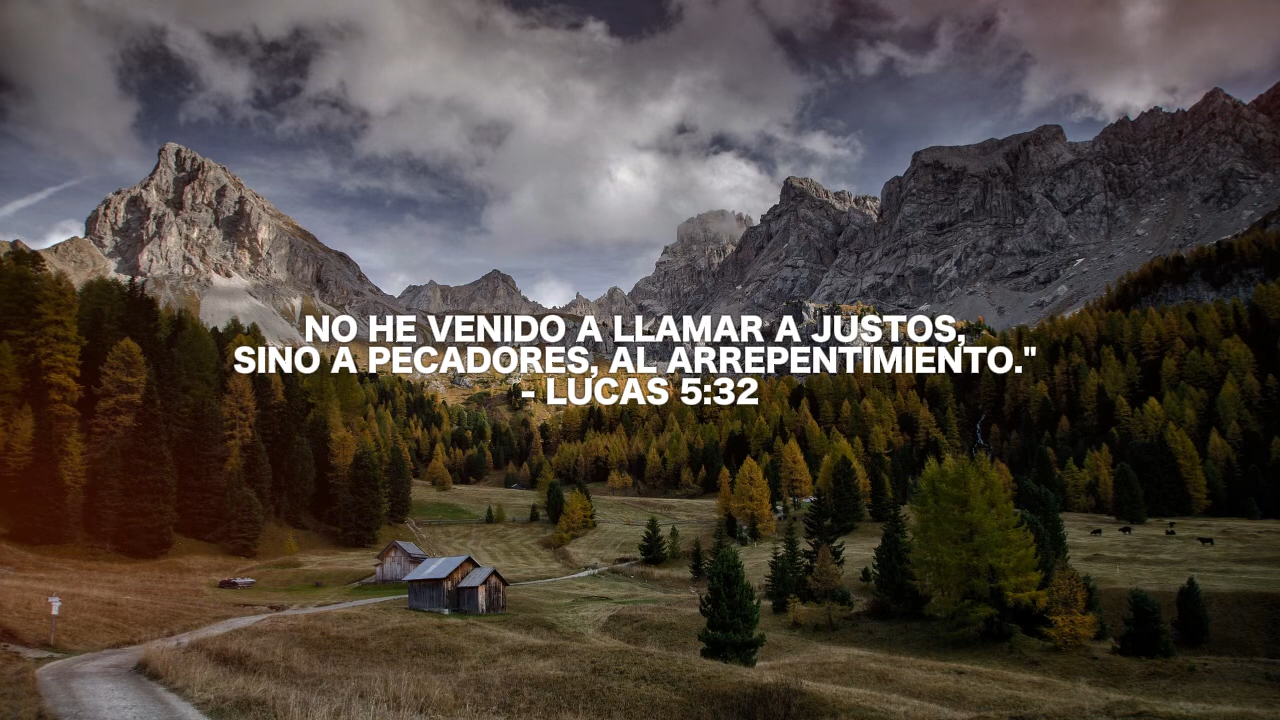 NO HE VENIDO A LLAMAR A JUSTOS,
SINO A PECADORES, AL ARREPENTIMIENTO."
- LUCAS 5:32